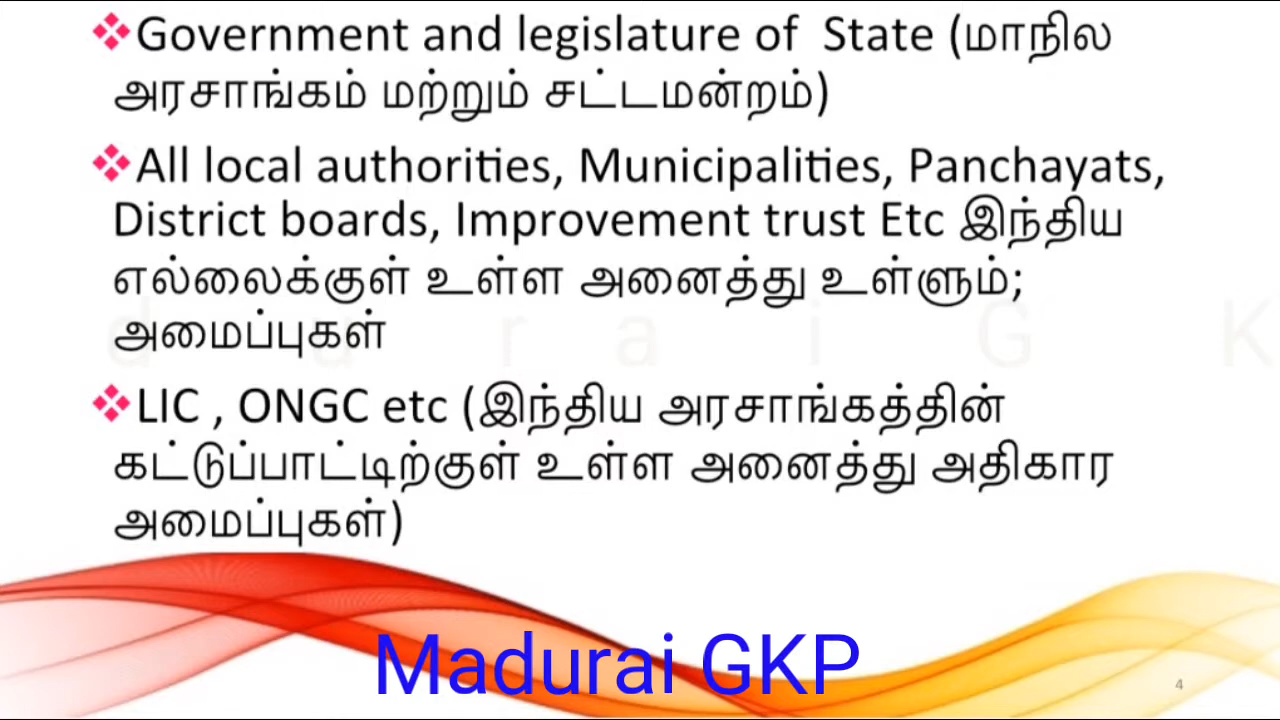 ❖Government and legislature of State (மாநில
அரசாங்கம் மற்றும் சட்டமன்றம்)
❖All local authorities, Municipalities, Panchayats,
District boards, Improvement trust Etc இந்திய
எல்லைக்குள் உள்ள அனைத்து உள்ளும்;
அமைப்புகள்
❖LIC , ONGC etc (இந்திய அரசாங்கத்தின்
கட்டுப்பாட்டிற்குள் உள்ள அனைத்து அதிகார
அமைப்புகள்)
d u r a i G K
Madurai GKP
4